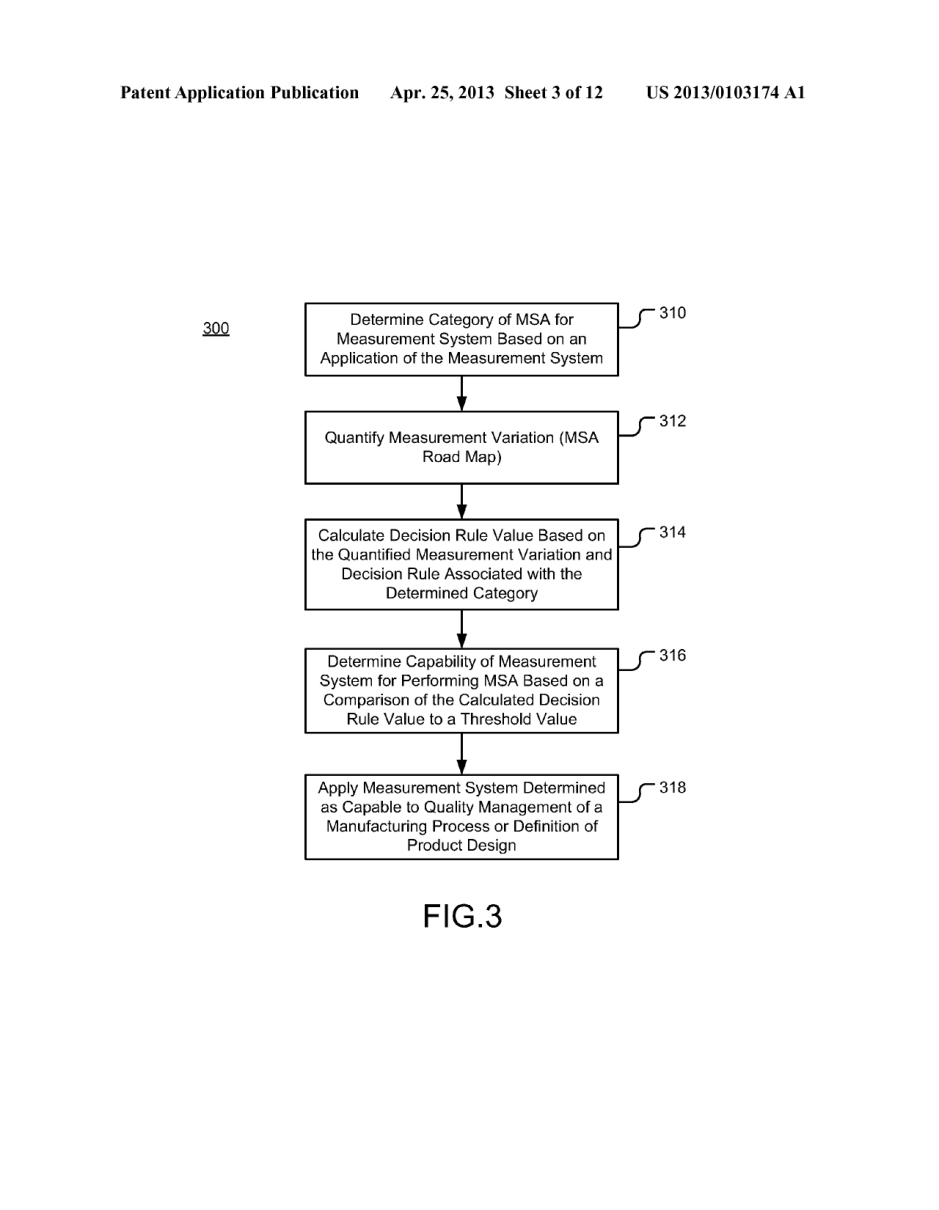 Patent Application Publication Apr. 25, 2013 Sheet 3 of 12 US 2013/0103174 A1
300
Determine Category of MSA for
Measurement System Based on an
Application of the Measurement System
310
Quantify Measurement Variation (MSA
Road Map)
312
Calculate Decision Rule Value Based on
the Quantified Measurement Variation and
Decision Rule Associated with the
Determined Category
314
Determine Capability of Measurement
System for Performing MSA Based on a
Comparison of the Calculated Decision
Rule Value to a Threshold Value
316
Apply Measurement System Determined
as Capable to Quality Management of a
Manufacturing Process or Definition of
Product Design
318
FIG.3